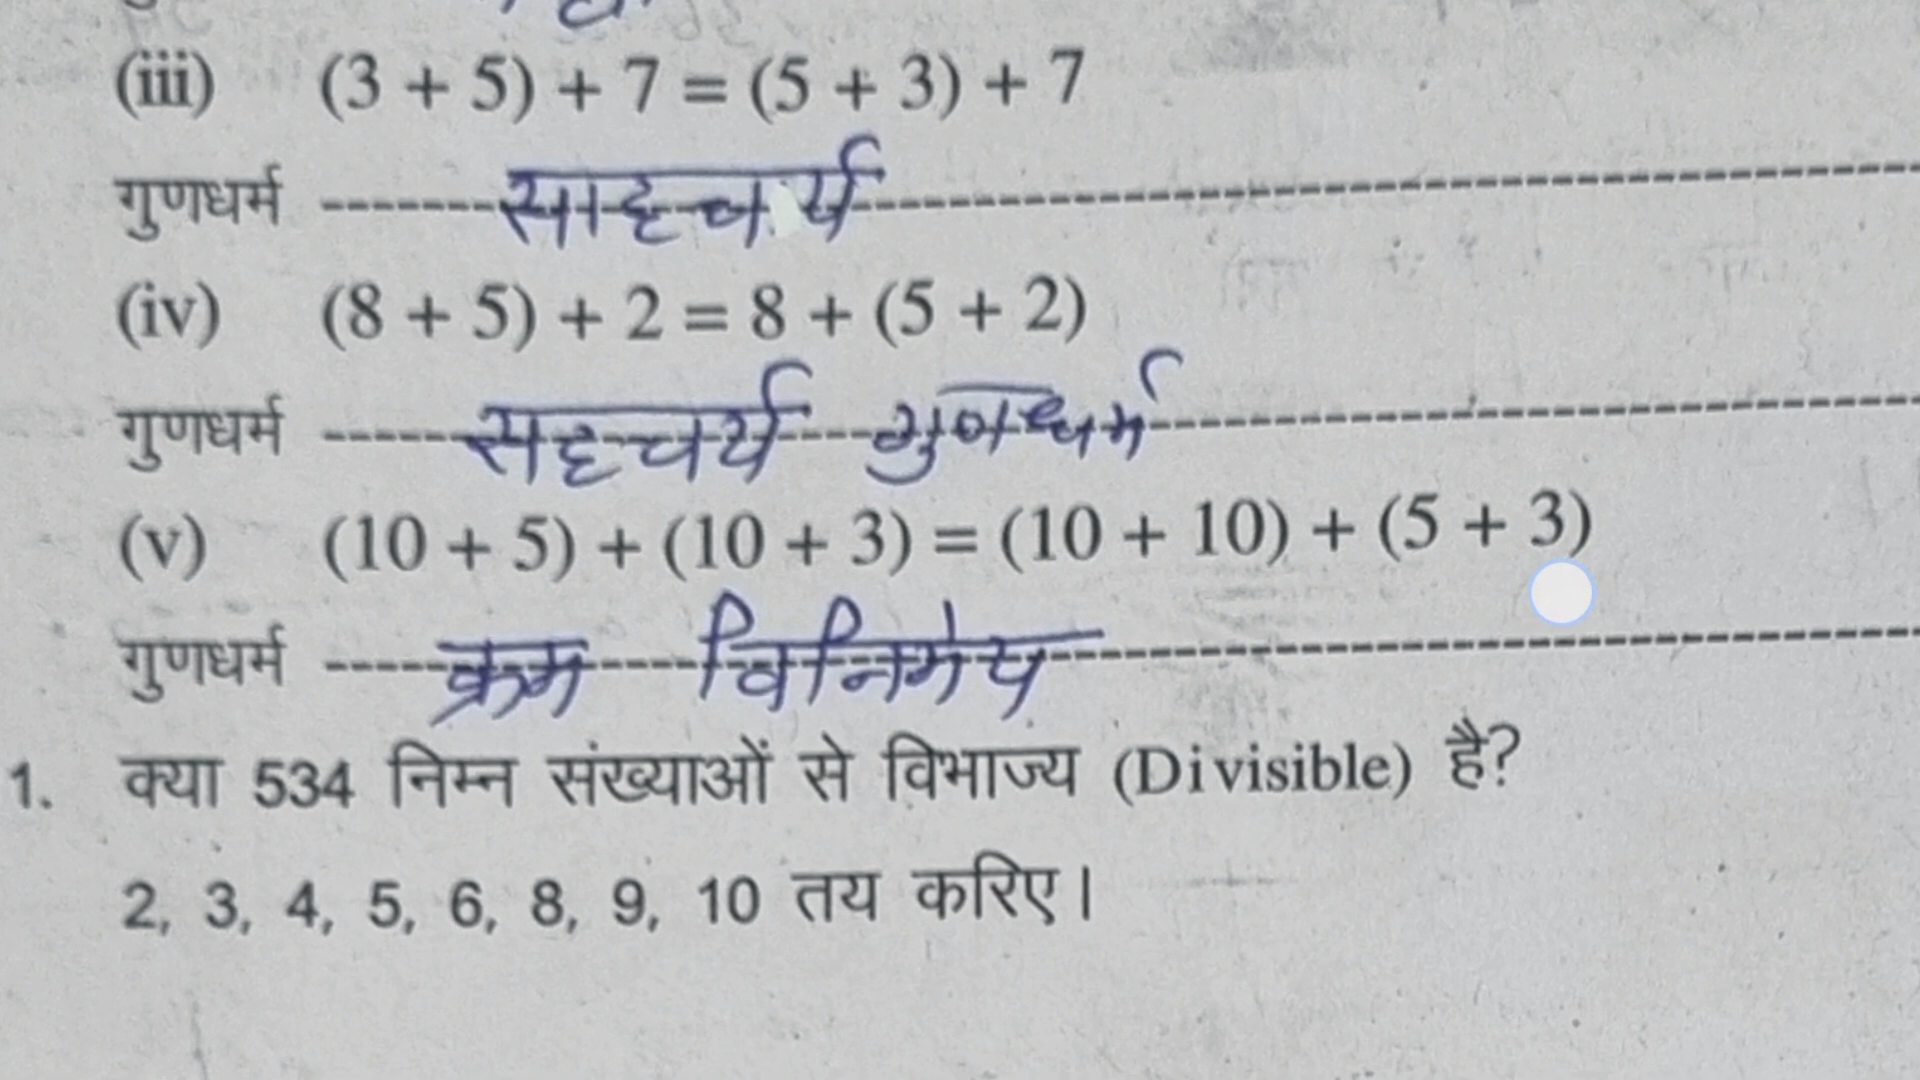 (iii) (3 + 5) + 7 = (5 + 3) + 7
गुणधर्म -------साहचर्य--------------------------------
(iv) (8 + 5) + 2 = 8 + (5 + 2)
गुणधर्म ------सहचर्य---गुणधर्म------------------------
(v) (10 + 5) + (10 + 3) = (10 + 10) + (5 + 3)
गुणधर्म -----क्रम----विनिमेय--------------------------
1. क्या 534 निम्न संख्याओं से विभाज्य (Divisible) है?
2, 3, 4, 5, 6, 8, 9, 10 तय करिए।